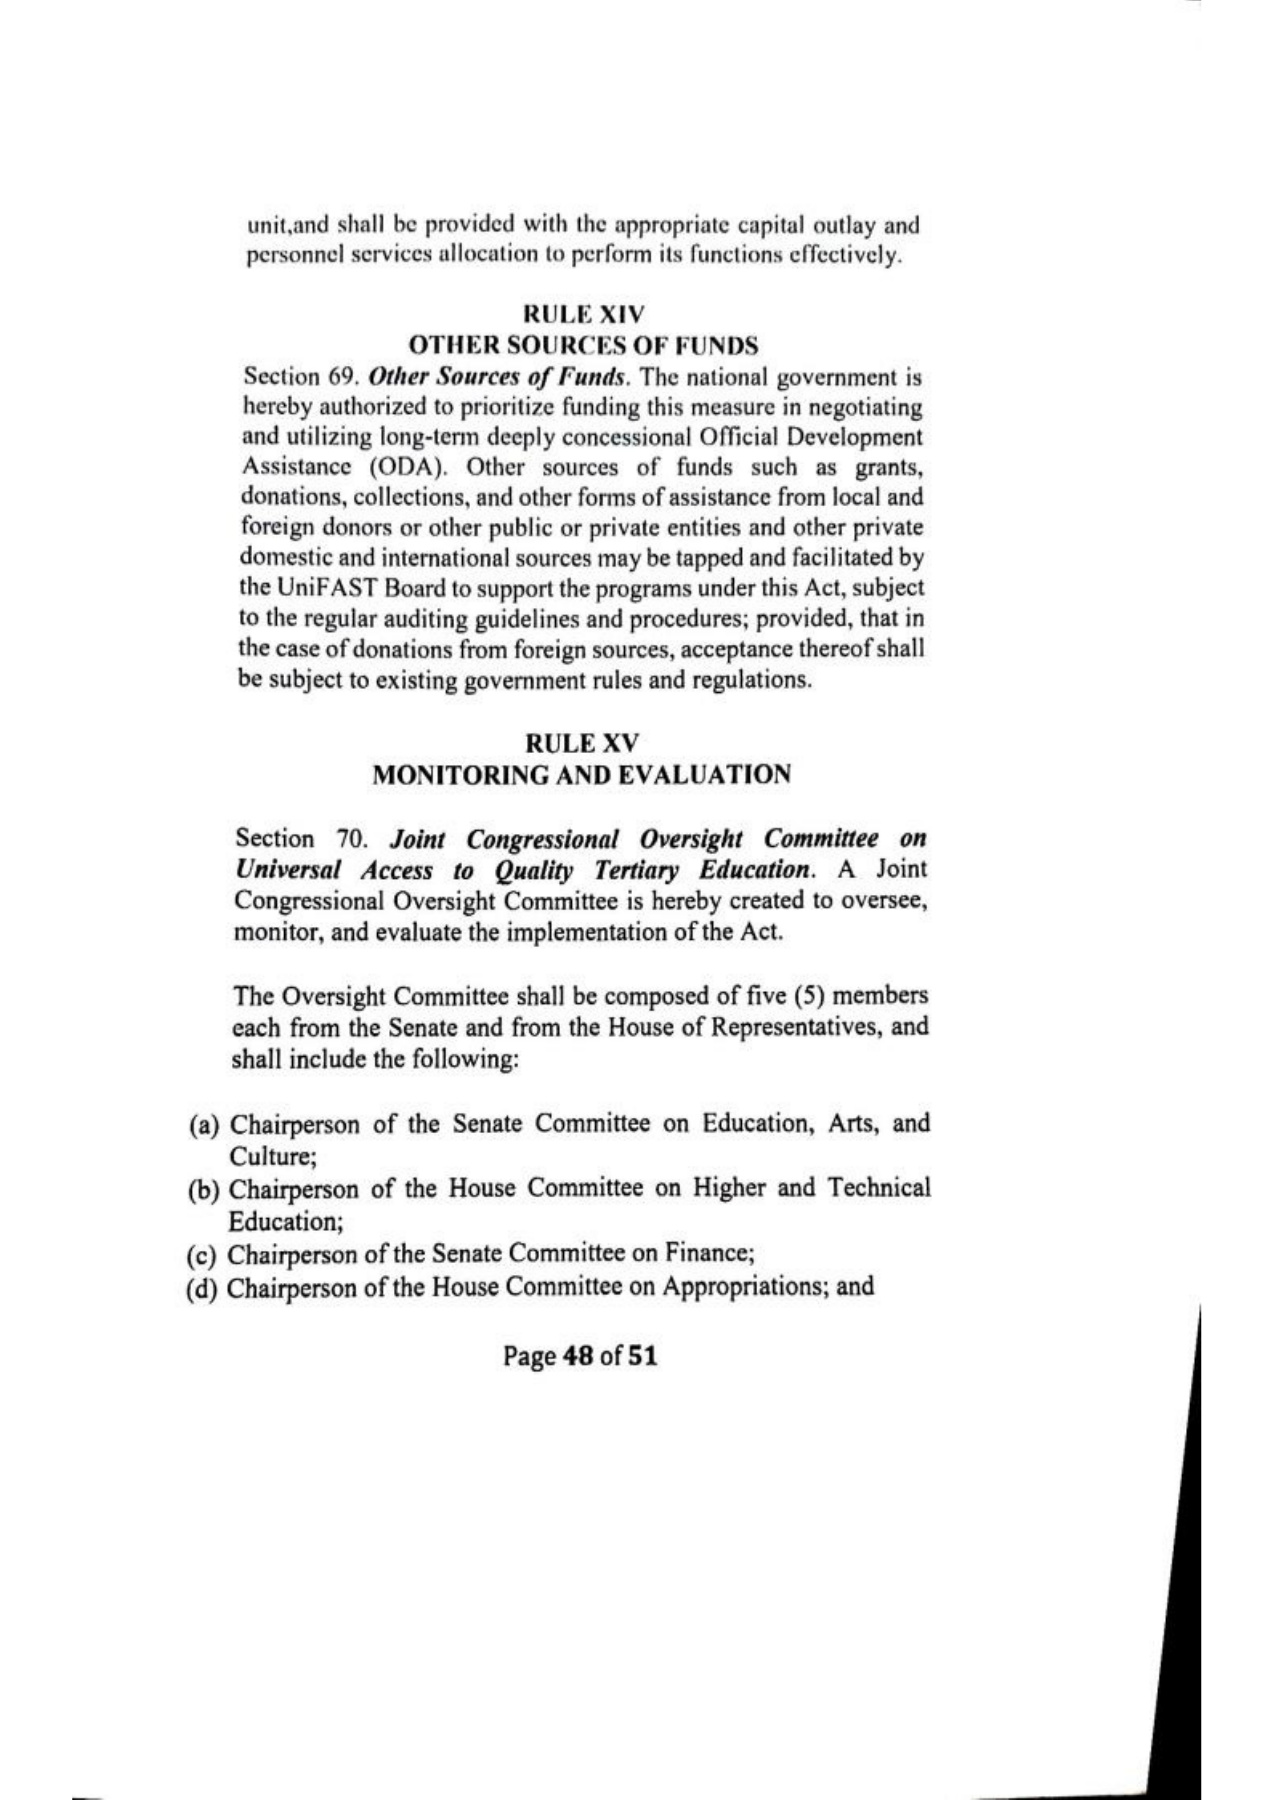 unit,and shall be provided with the appropriate capital outlay and
personnel services allocation to perform its functions effectively.
RULE XIV
OTHER SOURCES OF FUNDS
Section 69. Other Sources of Funds. The national government is
hereby authorized to prioritize funding this measure in negotiating
and utilizing long-term deeply concessional Official Development
Assistance (ODA). Other sources of funds such as grants,
donations, collections, and other forms of assistance from local and
foreign donors or other public or private entities and other private
domestic and international sources may be tapped and facilitated by
the UniFAST Board to support the programs under this Act, subject
to the regular auditing guidelines and procedures; provided, that in
the case of donations from foreign sources, acceptance thereof shall
be subject to existing government rules and regulations.
RULE XV
MONITORING AND EVALUATION
Section 70. Joint Congressional Oversight Committee on
Universal Access to Quality Tertiary Education. A Joint
Congressional Oversight Committee is hereby created to oversee,
monitor, and evaluate the implementation of the Act.
The Oversight Committee shall be composed of five (5) members
each from the Senate and from the House of Representatives, and
shall include the following:
(a) Chairperson of the Senate Committee on Education, Arts, and
Culture;
(b) Chairperson of the House Committee on Higher and Technical
Education;
(c) Chairperson of the Senate Committee on Finance;
(d) Chairperson of the House Committee on Appropriations; and
Page 48 of 51